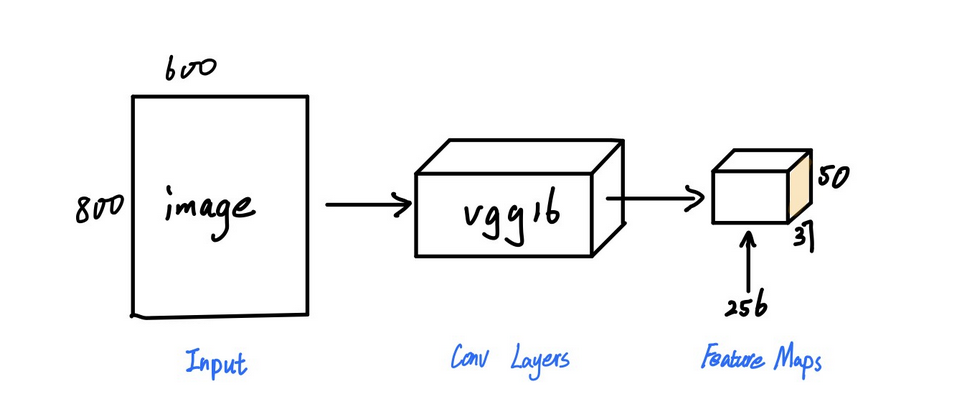 600
800
image
vgg16
50
37
256
Input
Conv Layers
Feature Maps